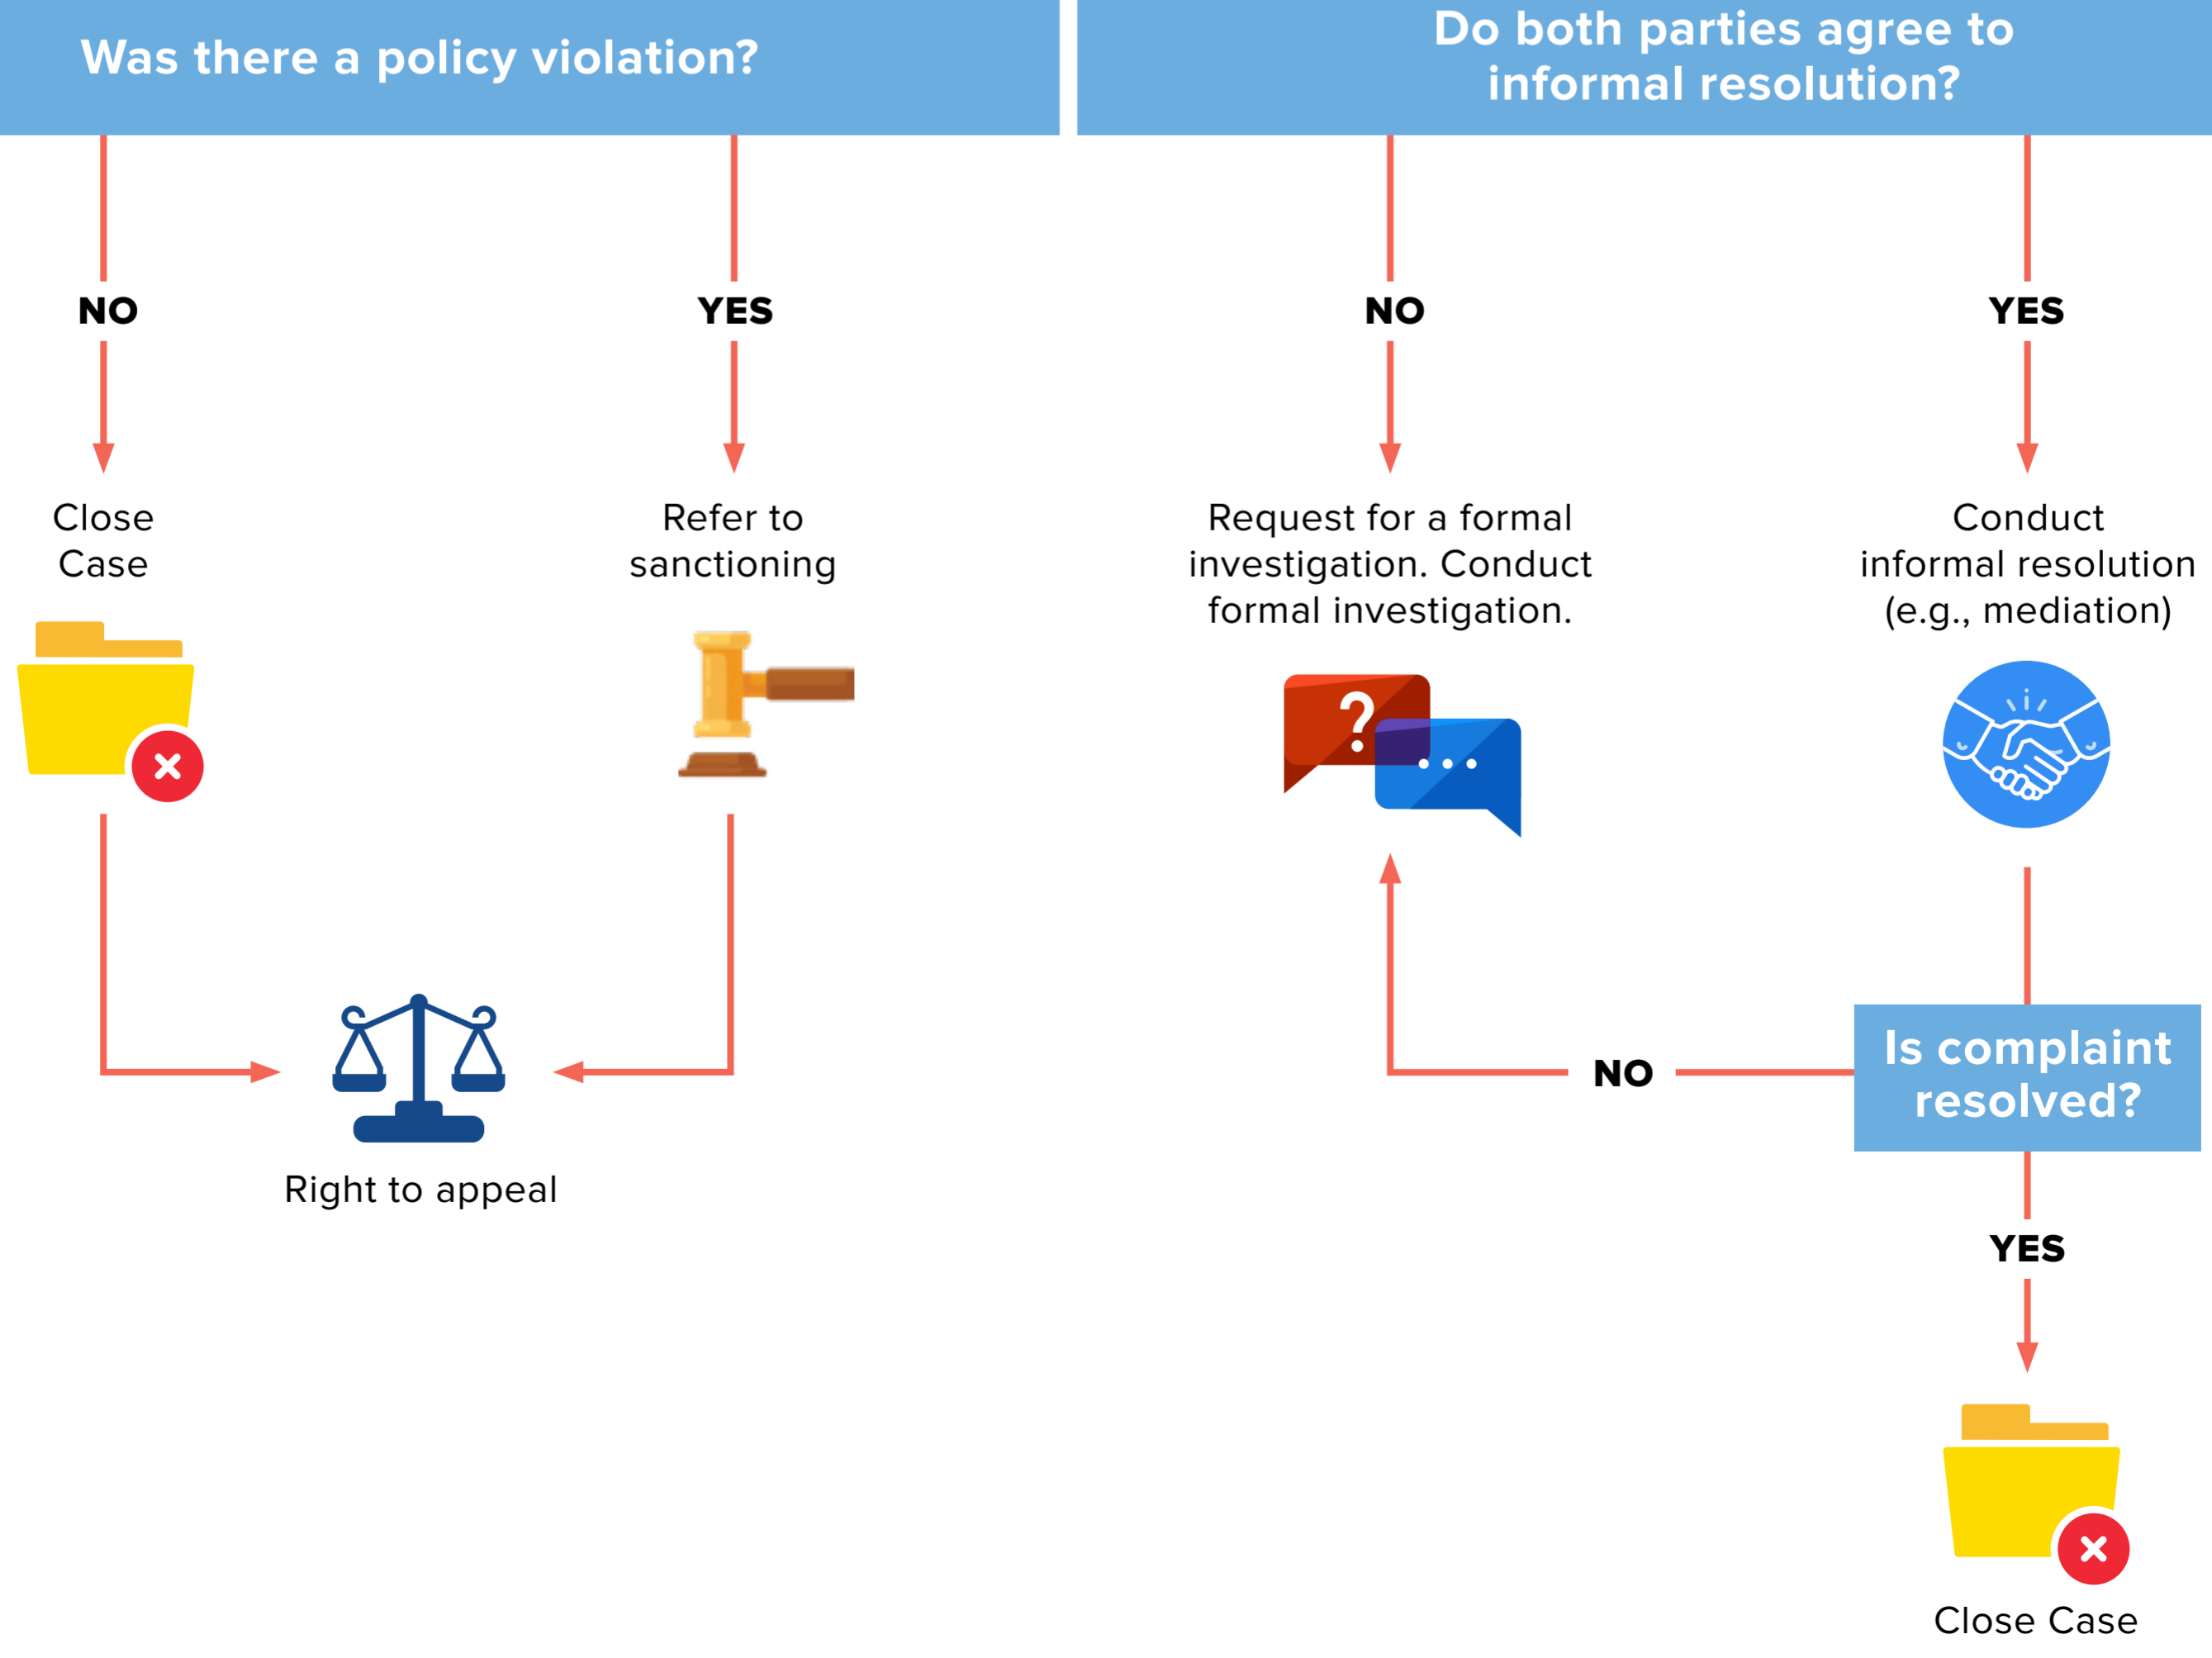 Was there a policy violation?
NO
YES
Close
Case
Refer to
sanctioning
Right to appeal
Do both parties agree to
informal resolution?
NO
YES
Request for a formal
investigation. Conduct
formal investigation.
Conduct
informal resolution
(e.g., mediation)
?
Is complaint
resolved?
NO
YES
Close Case